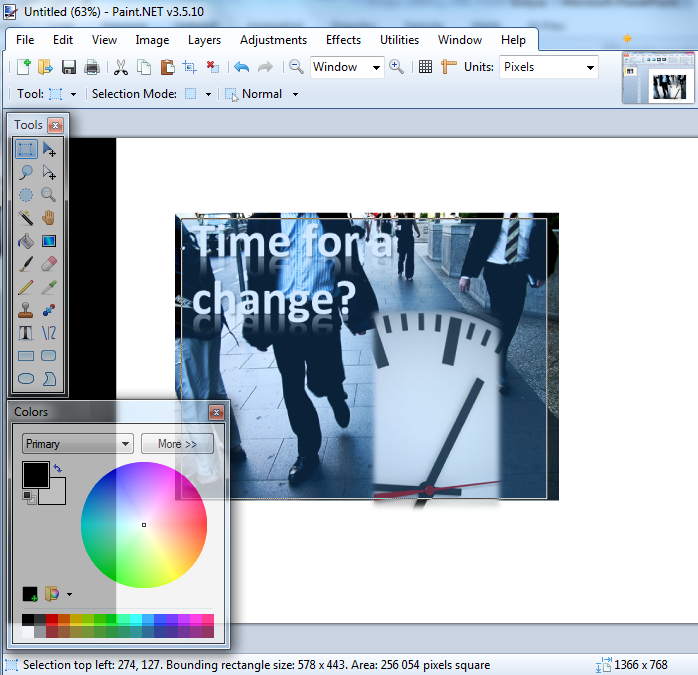 Untitled (63%) - Paint.NET v3.5.10
File Edit View Image Layers Adjustments Effects Utilities Window Help
Window Units: Pixels
Tool: Selection Mode: Normal
Tools
Time for a
change?
Colors
Primary More >>
Selection top left: 274, 127. Bounding rectangle size: 578 x 443. Area: 256 054 pixels square 1366 x 768